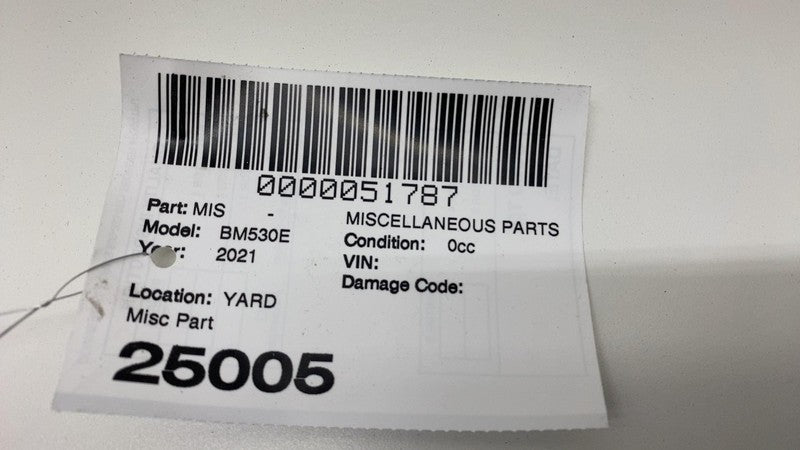 0000051787
Part: MIS - MISCELLANEOUS PARTS
Model: BM530E Condition: 0cc
Year: 2021 VIN:
Damage Code:
Location: YARD
Misc Part
25005